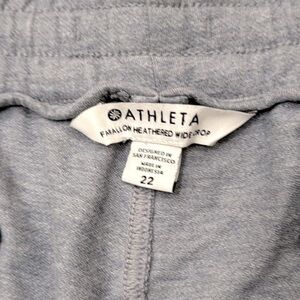 ATHLETA
FARALLON HEATHERED WIDE CROP
DESIGNED IN
SAN FRANCISCO
MADE IN
INDONESIA
22